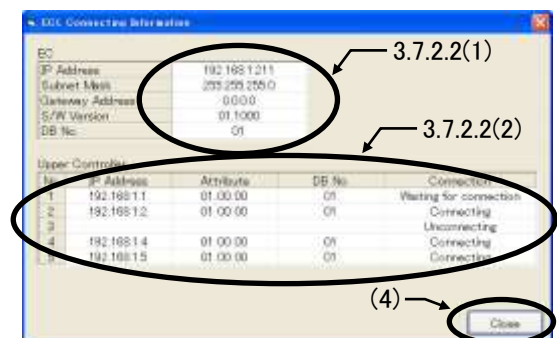 Connecting Information
3.7.2.2(1)
EC
IP Address 192.168.1.211
Subnet Mask 255.255.255.0
Gateway Address 0.0.0.0
S/W Version 01.1000
DB No. 01
3.7.2.2(2)
Upper Controller
No IP Address Attribute DB No. Connection
1 192.168.1.1 01.00.00 01 Waiting for connection
2 192.168.1.2 01.00.00 01 Connecting
3 Unconnecting
4 192.168.1.4 01.00.00 01 Connecting
5 192.168.1.5 01.00.00 01 Connecting
(4)
Close